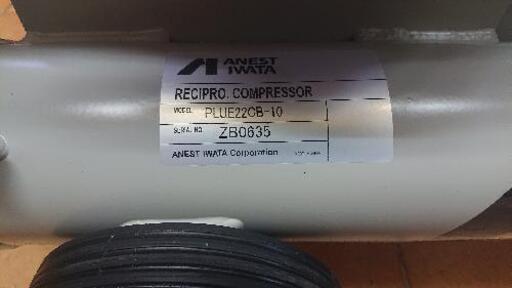 ANEST
IWATA
RECIPRO. COMPRESSOR
MODEL PLUE22CB-10
SERIAL NO. ZB0635
ANEST IWATA Corporation